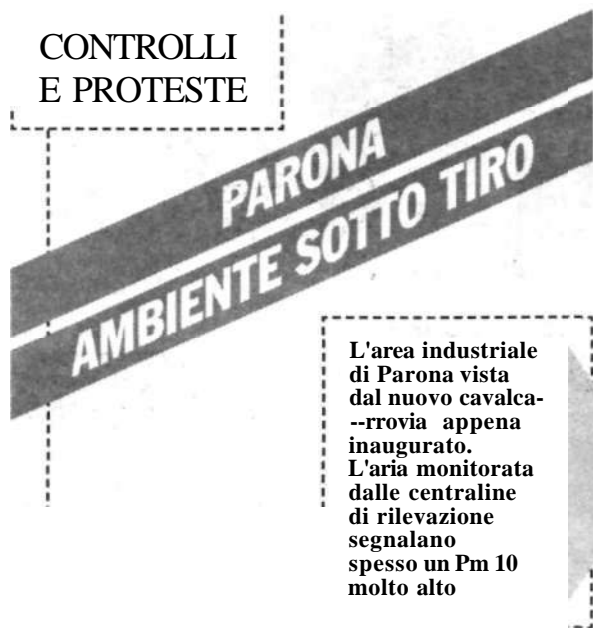 CONTROLLI
E PROTESTE
PARONA
AMBIENTE SOTTO TIRO
L'area industriale
di Parona vista
dal nuovo cavalca-
--rrovia appena
inaugurato.
L'aria monitorata
dalle centraline
di rilevazione
segnalano
spesso un Pm 10
molto alto